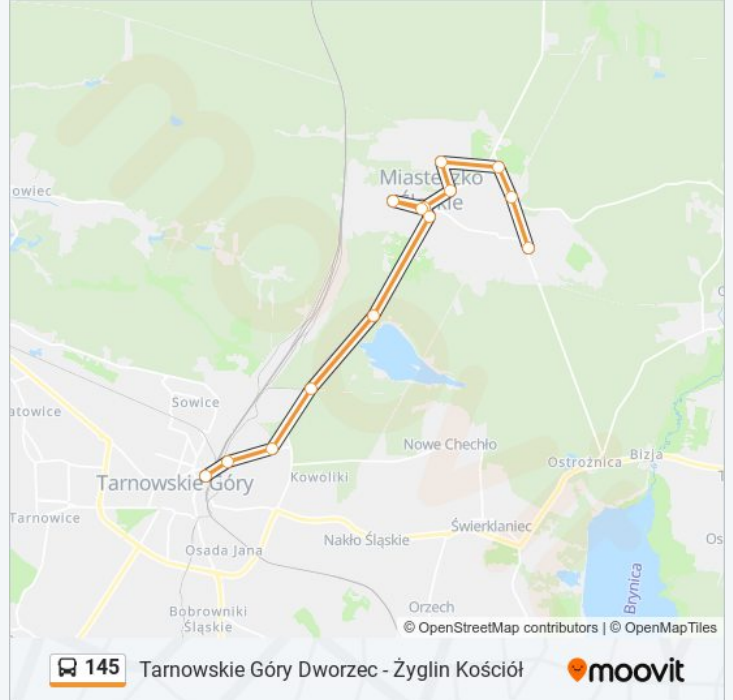 Miasteczko
Śląskie
owiec
Sowice
atowice
Nowe Chechło
Ostrożnica
Bizja
Kowoliki
Tarnowskie Góry
Tarnowice
Świerklaniec
Nakło Śląskie
Os
Osada Jana
Brynica
Bobrowniki
Śląskie
Orzech
© OpenStreetMap contributors | © OpenMapTiles
145 Tarnowskie Góry Dworzec - Żyglin Kościół moovit